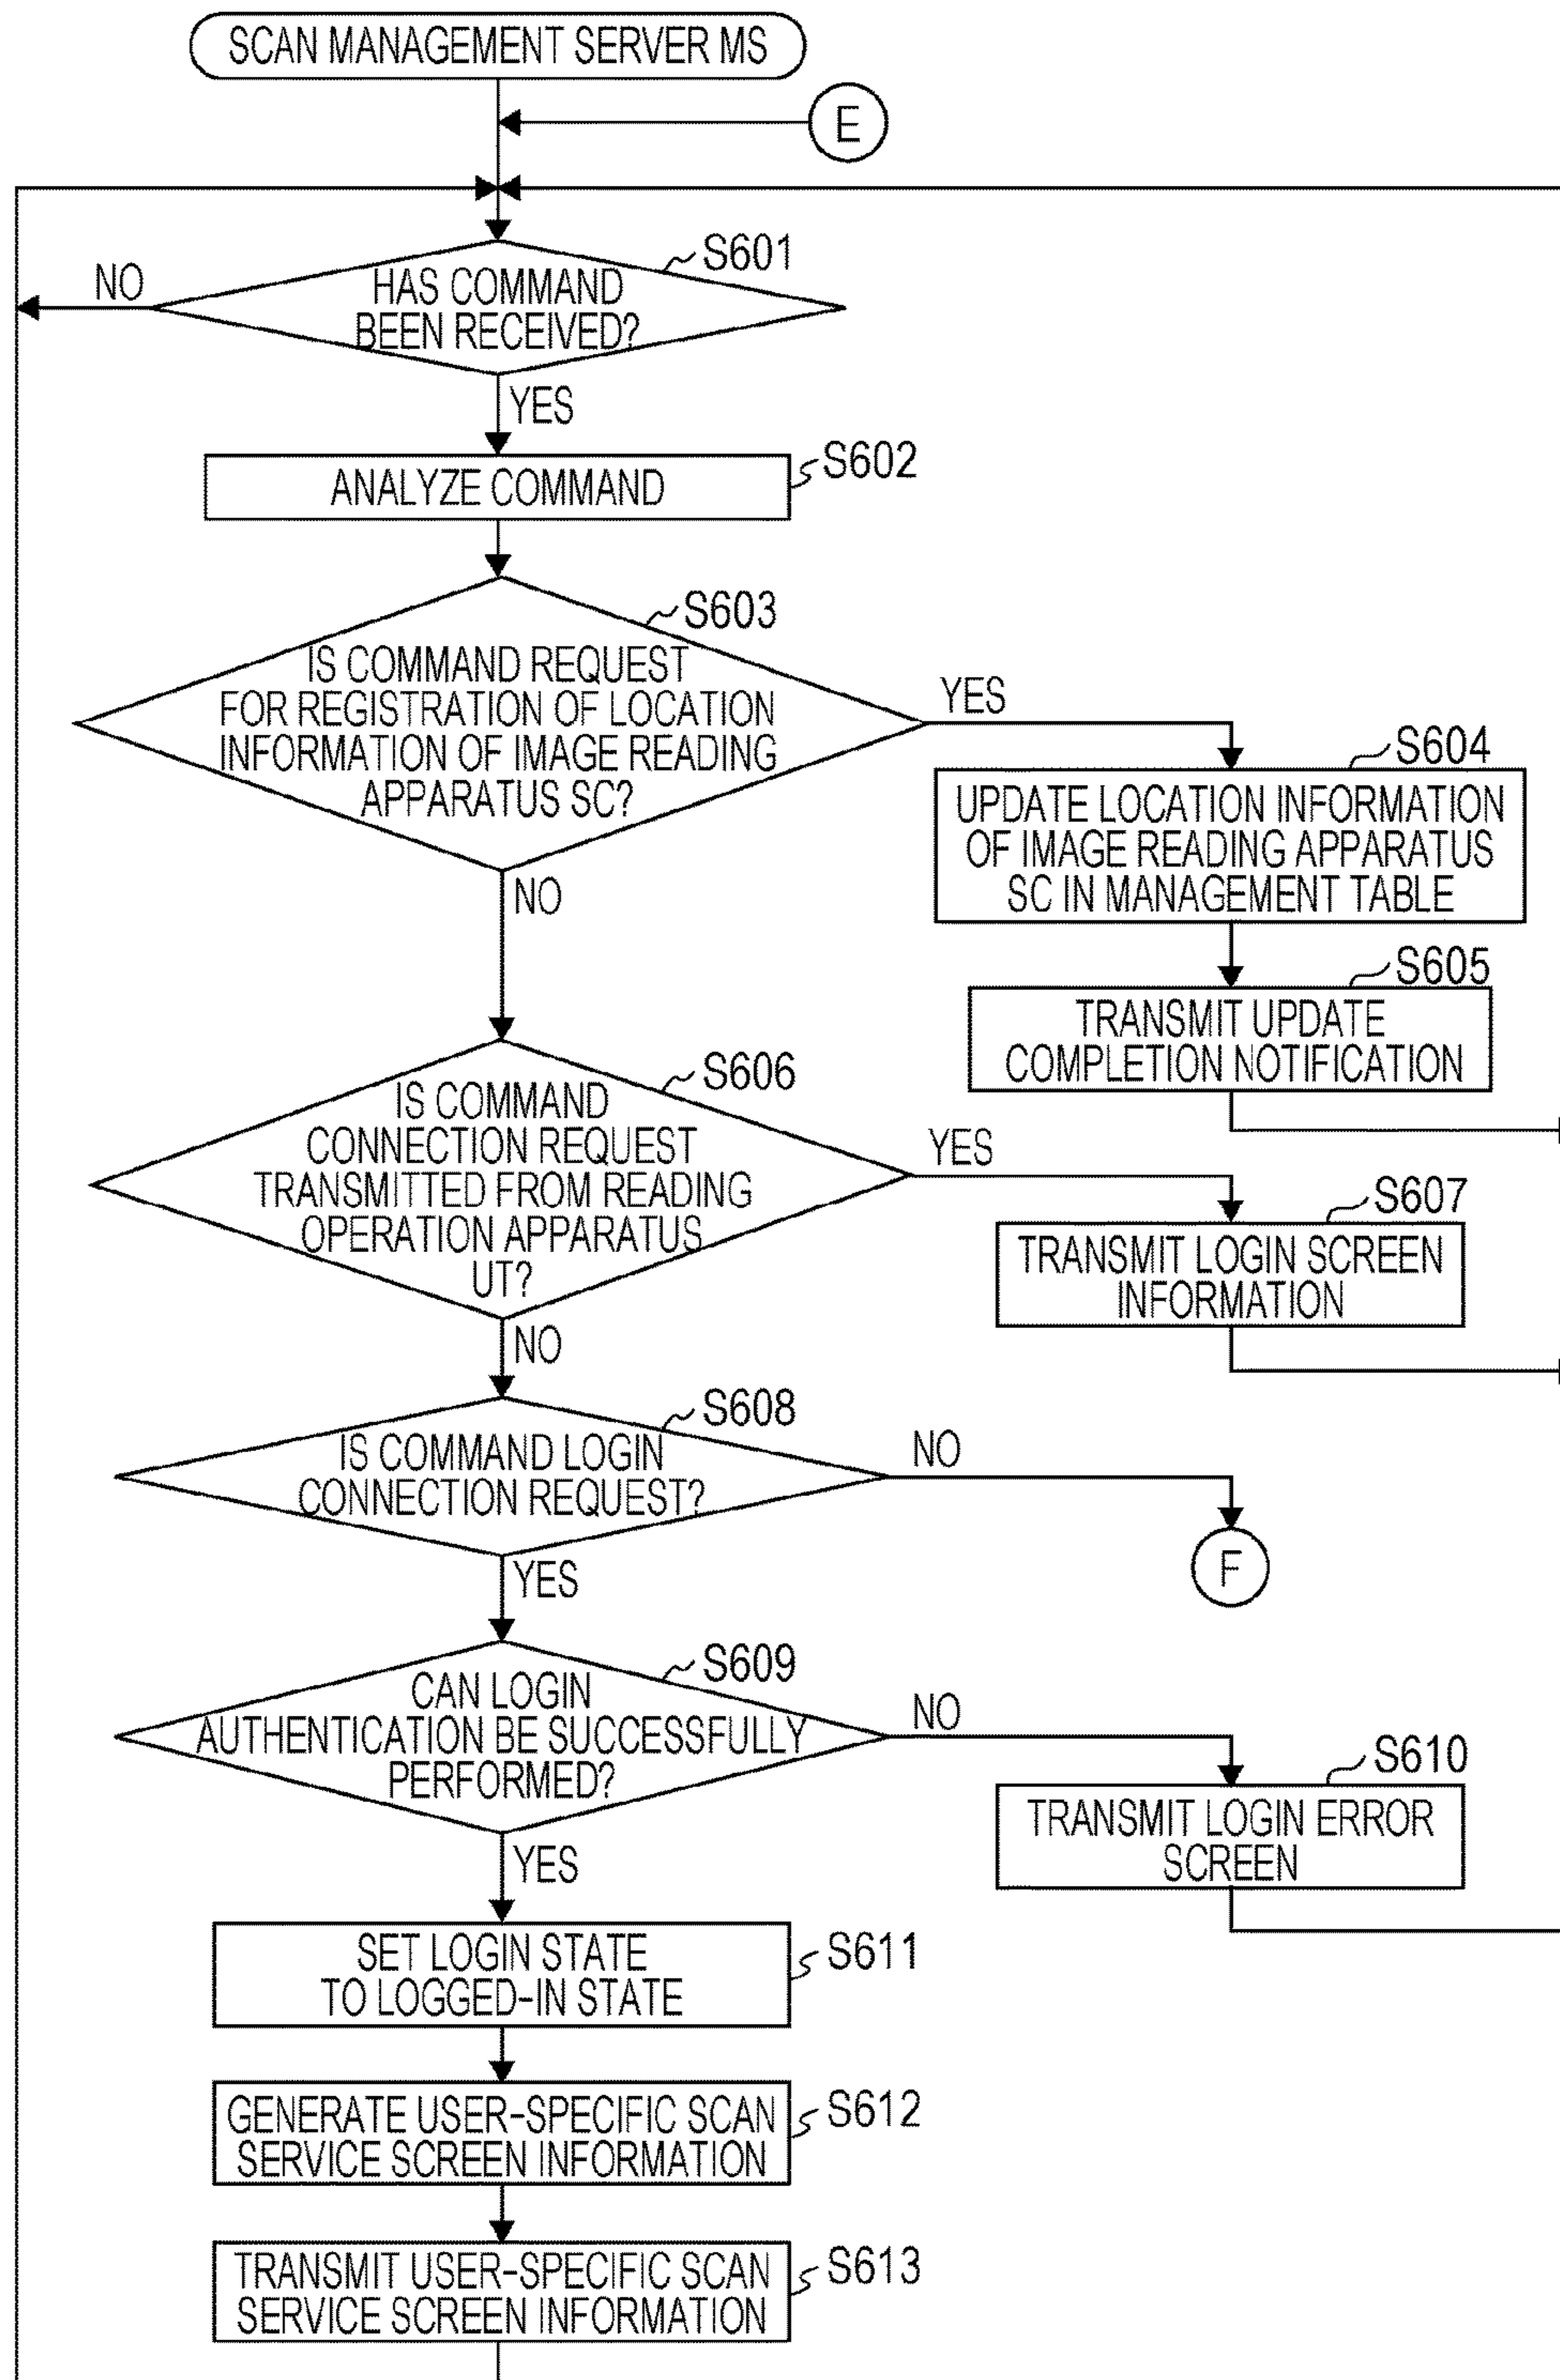 SCAN MANAGEMENT SERVER MS
E
S601
NO
HAS COMMAND
BEEN RECEIVED?
YES
S602
ANALYZE COMMAND
S603
IS COMMAND REQUEST
FOR REGISTRATION OF LOCATION
INFORMATION OF IMAGE READING
APPARATUS SC?
YES
S604
UPDATE LOCATION INFORMATION
OF IMAGE READING APPARATUS
SC IN MANAGEMENT TABLE
NO
S605
TRANSMIT UPDATE
COMPLETION NOTIFICATION
S606
IS COMMAND
CONNECTION REQUEST
TRANSMITTED FROM READING
OPERATION APPARATUS
UT?
YES
S607
TRANSMIT LOGIN SCREEN
INFORMATION
NO
S608
IS COMMAND LOGIN
CONNECTION REQUEST?
NO
F
YES
S609
CAN LOGIN
AUTHENTICATION BE SUCCESSFULLY
PERFORMED?
NO
S610
TRANSMIT LOGIN ERROR
SCREEN
YES
S611
SET LOGIN STATE
TO LOGGED-IN STATE
S612
GENERATE USER-SPECIFIC SCAN
SERVICE SCREEN INFORMATION
S613
TRANSMIT USER-SPECIFIC SCAN
SERVICE SCREEN INFORMATION